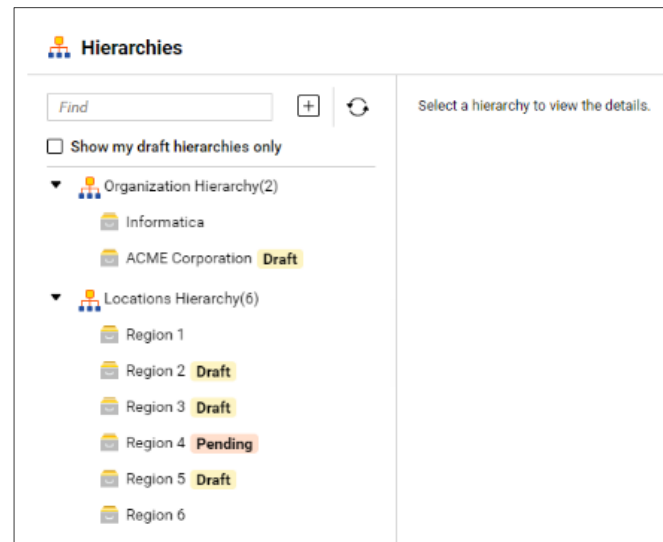 Hierarchies
Find
Select a hierarchy to view the details.
Show my draft hierarchies only
Organization Hierarchy(2)
Informatica
ACME Corporation Draft
Locations Hierarchy(6)
Region 1
Region 2 Draft
Region 3 Draft
Region 4 Pending
Region 5 Draft
Region 6